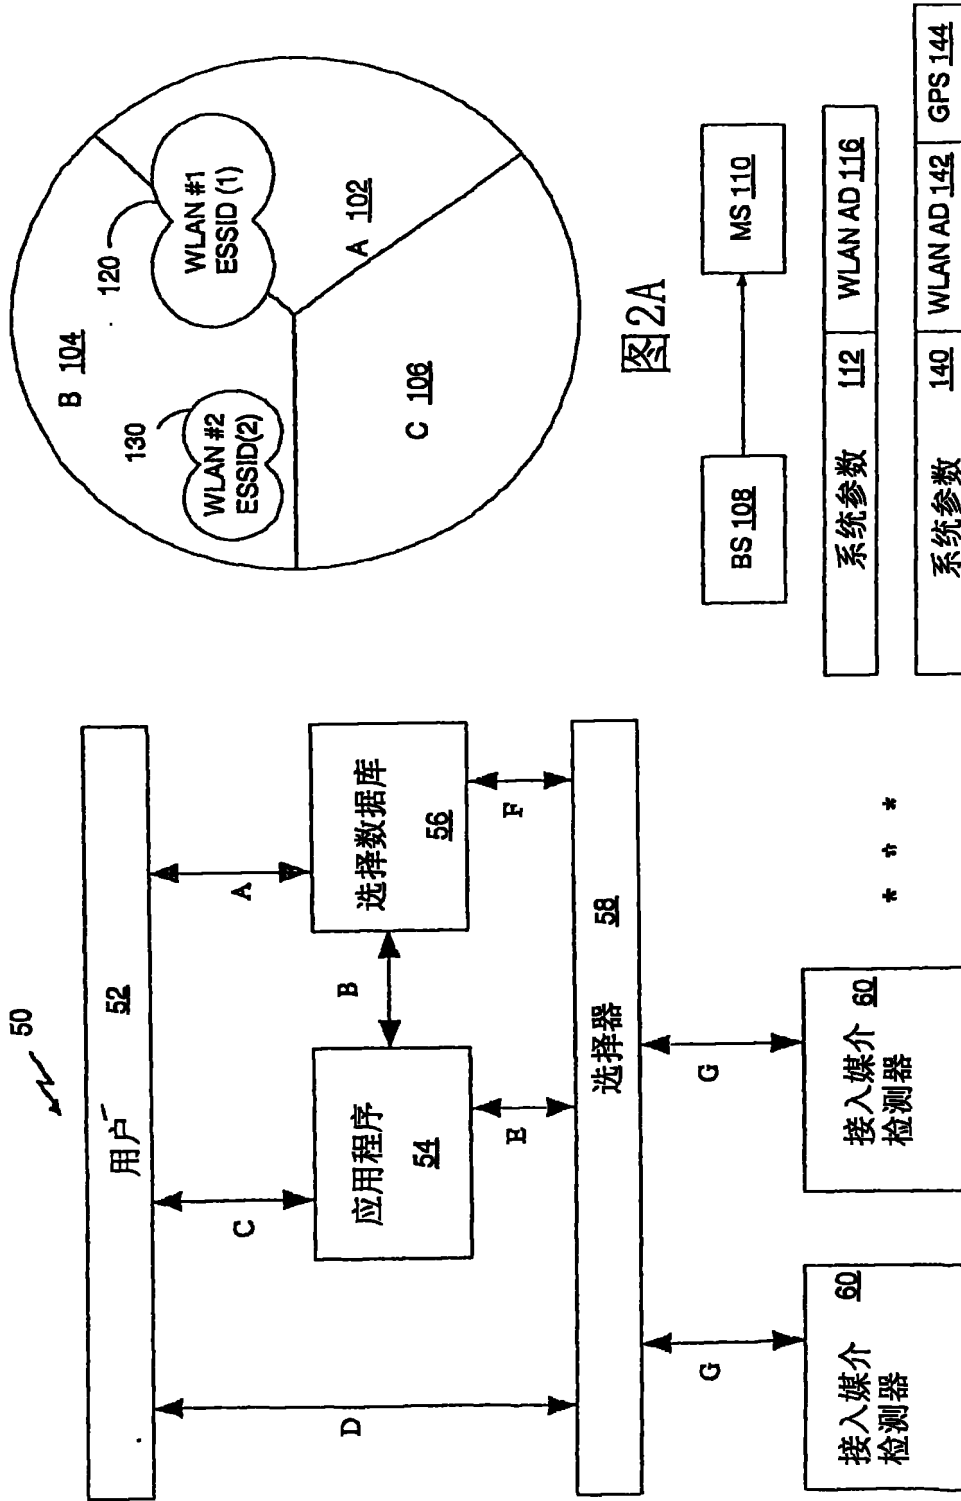 50
用户 52
A
C
D
应用程序
54
B
选择数据库
56
E
F
选择器 58
G
G
接入媒介
检测器
60
接入媒介
检测器
60
* * *
B 104
120
130
WLAN #1
ESSID (1)
WLAN #2
ESSID(2)
A 102
C 106
图2A
BS 108
MS 110
系统参数 112 WLAN AD 116
系统参数 140 WLAN AD 142 GPS 144